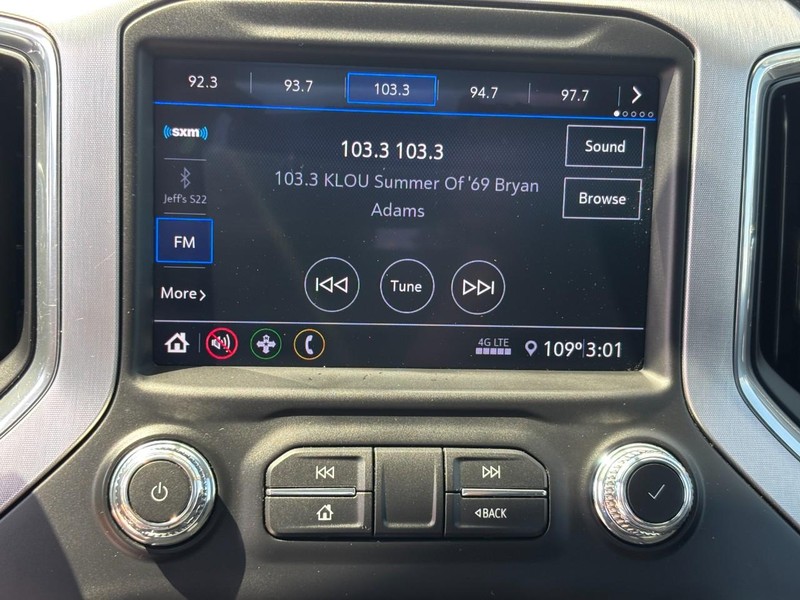 92.3 93.7 103.3 94.7 97.7
sxm
103.3 103.3
Sound
103.3 KLOU Summer Of '69 Bryan
Adams
Jeff's S22
Browse
FM
Tune
More
4G LTE
109° 3:01
BACK